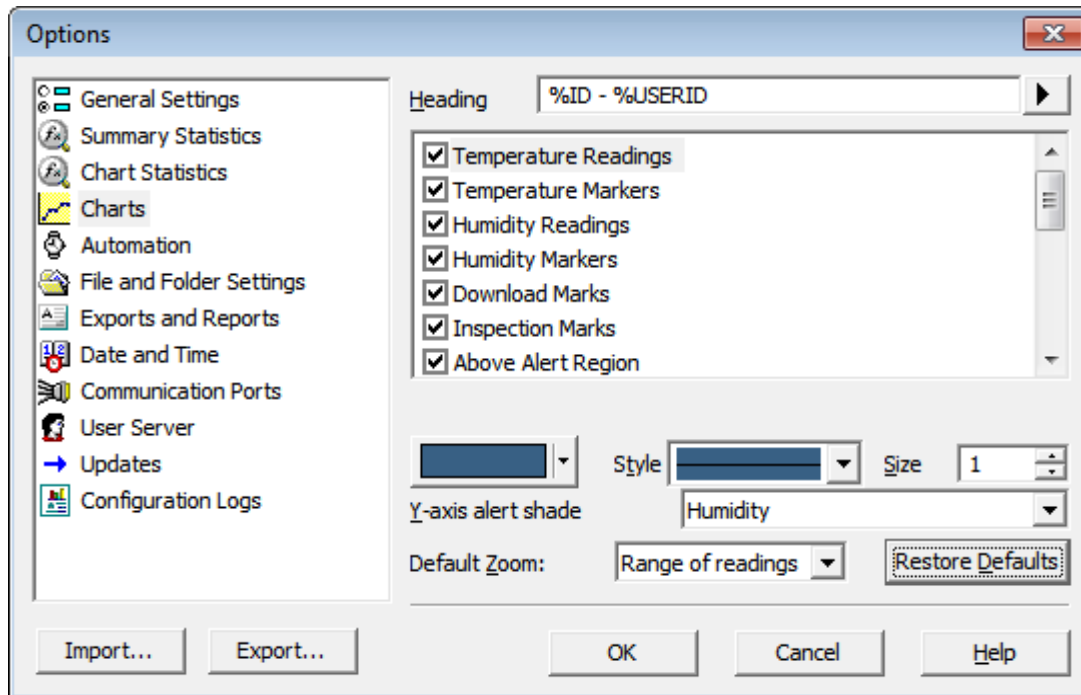 Options
General Settings
Summary Statistics
Chart Statistics
Charts
Automation
File and Folder Settings
Exports and Reports
Date and Time
Communication Ports
User Server
Updates
Configuration Logs
Heading %ID - %USERID
Temperature Readings
Temperature Markers
Humidity Readings
Humidity Markers
Download Marks
Inspection Marks
Above Alert Region
Style Size 1
Y-axis alert shade Humidity
Default Zoom: Range of readings Restore Defaults
Import... Export... OK Cancel Help